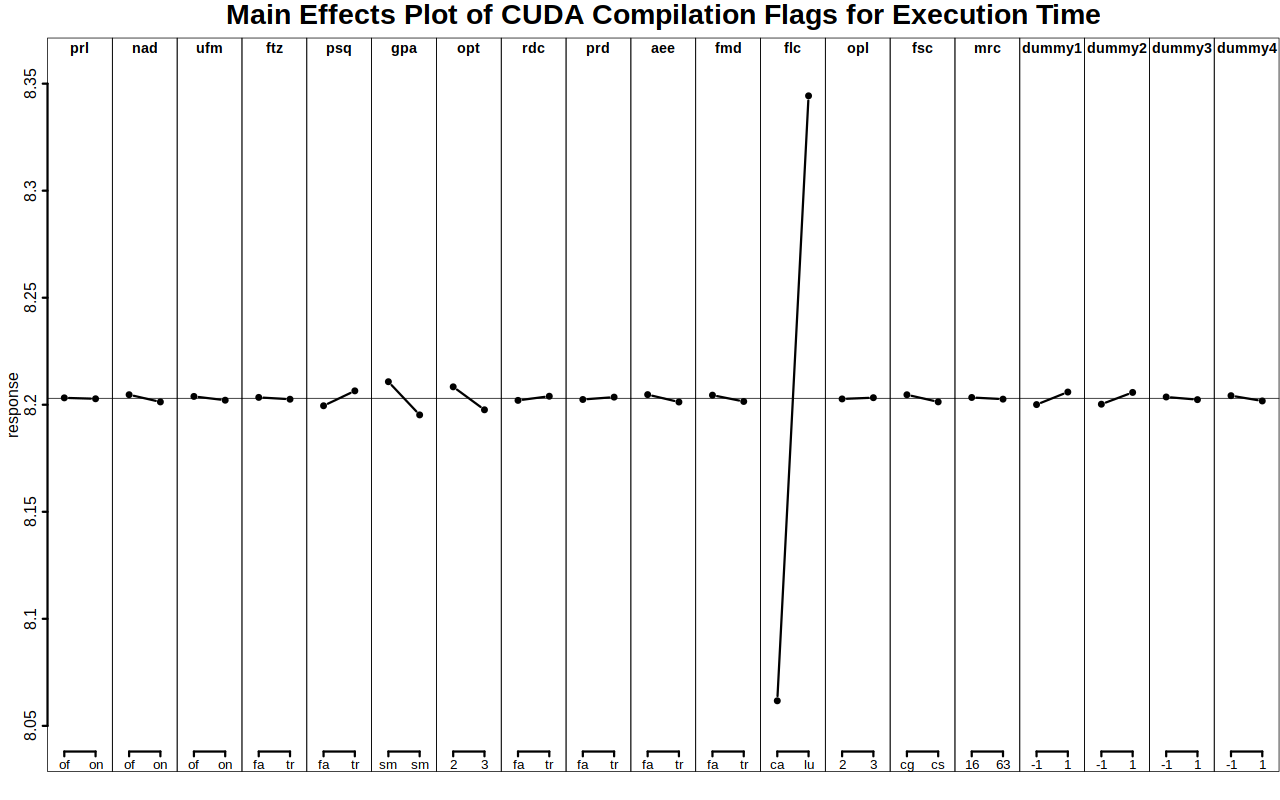 Main Effects Plot of CUDA Compilation Flags for Execution Time
prl nad ufm ftz psq gpa opt rdc prd aee fmd flc opl fsc mrc dummy1 dummy2 dummy3 dummy4
8.35
8.3
8.25
8.2
8.15
8.1
8.05
response
of on of on of on fa tr fa tr sm sm 2 3 fa tr fa tr fa tr fa tr ca lu 2 3 cg cs 16 63 -1 1 -1 1 -1 1 -1 1